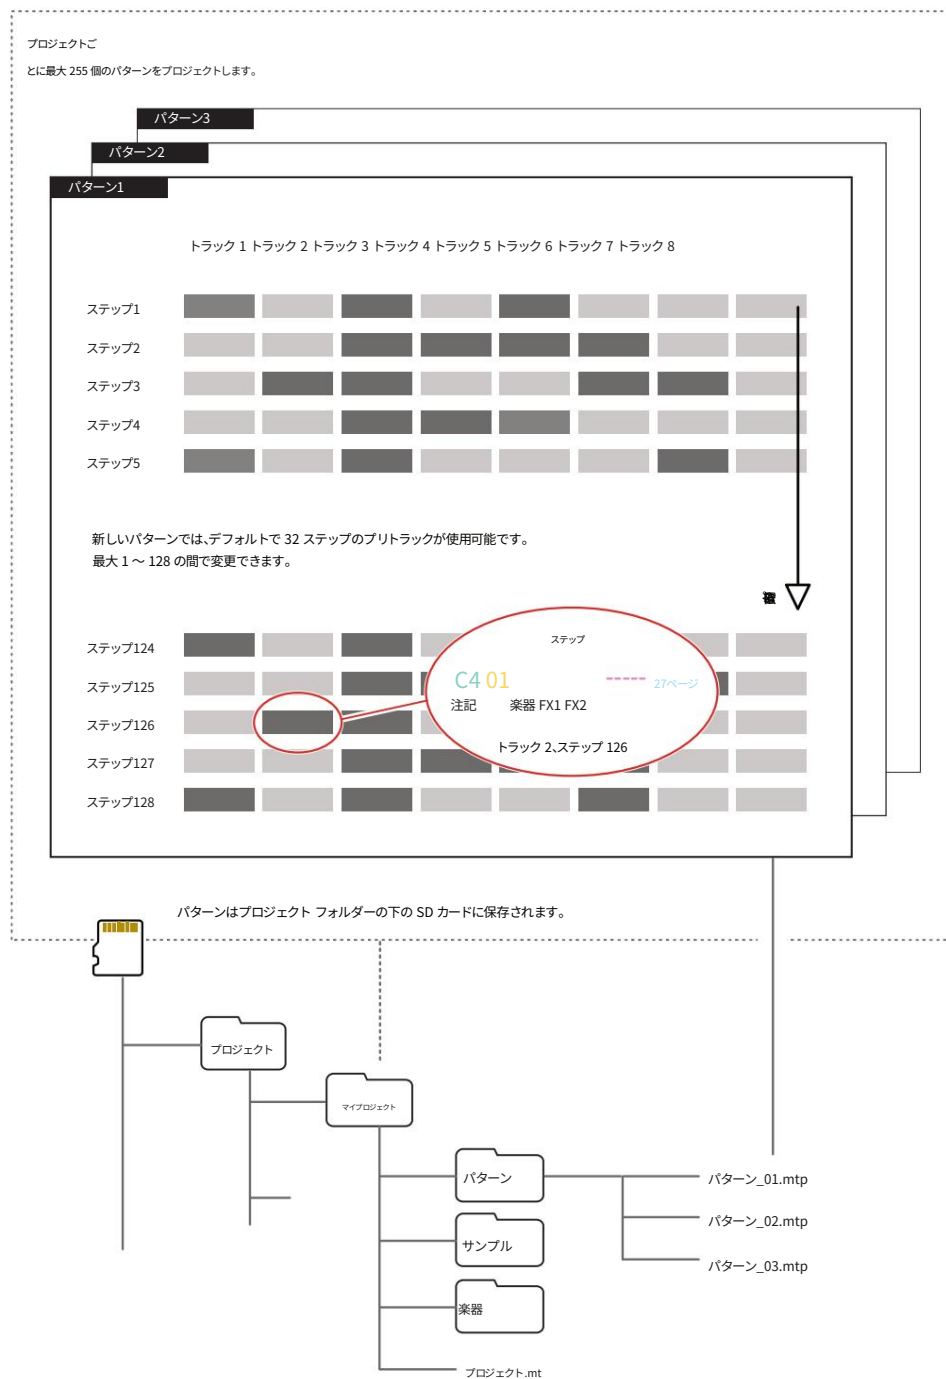 プロジェクトご
とに最大 255 個のパターンをプロジェクトします。
パターン3
パターン2
パターン1
トラック 1 トラック 2 トラック 3 トラック 4 トラック 5 トラック 6 トラック 7 トラック 8
ステップ1
ステップ2
ステップ3
ステップ4
ステップ5
新しいパターンでは、デフォルトで 32 ステップのプリトラックが使用可能です。
最大 1 ～ 128 の間で変更できます。
ステップ124
ステップ125
ステップ126
ステップ127
ステップ128
ステップ
C4 01 ----- 27ページ
注記 楽器 FX1 FX2
トラック 2、ステップ 126
パターンはプロジェクト フォルダーの下の SD カードに保存されます。
プロジェクト
マイプロジェクト
パターン
サンプル
楽器
プロジェクト.mt
パターン_01.mtp
パターン_02.mtp
パターン_03.mtp